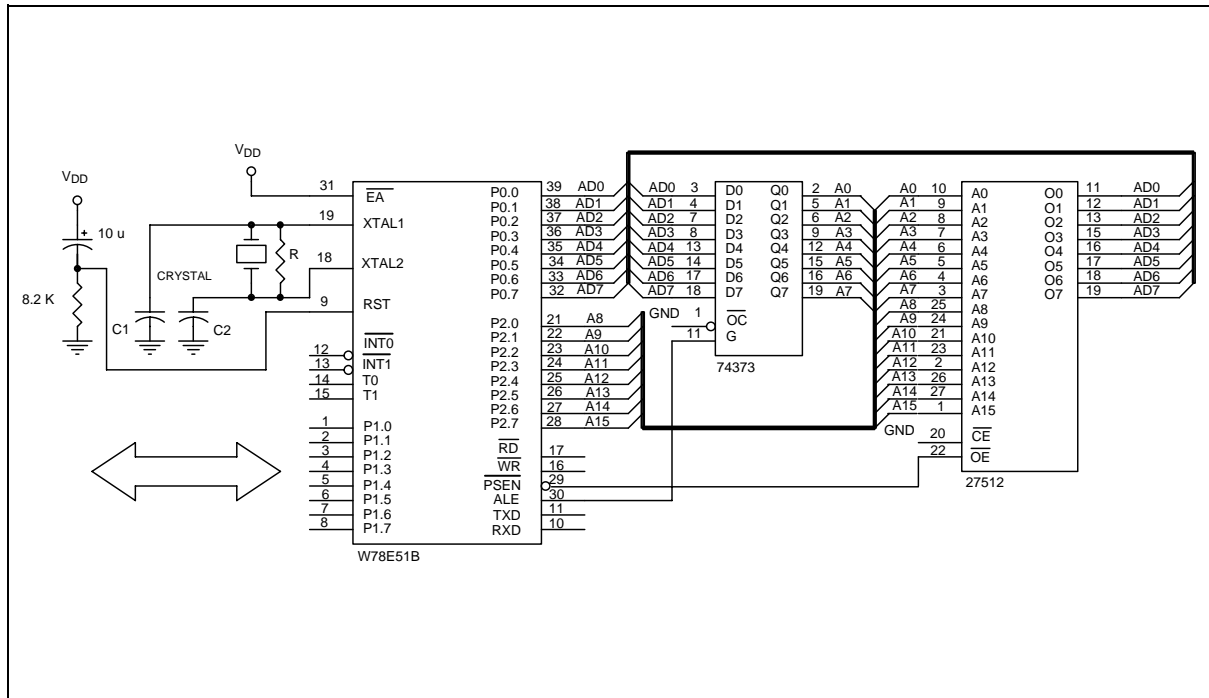 VDD
VDD
10 u
8.2 K
CRYSTAL
R
C1
C2
31 EA
19 XTAL1
18 XTAL2
9 RST
12 INT0
13 INT1
14 T0
15 T1
1 P1.0
2 P1.1
3 P1.2
4 P1.3
5 P1.4
6 P1.5
7 P1.6
8 P1.7
P0.0 39 AD0
P0.1 38 AD1
P0.2 37 AD2
P0.3 36 AD3
P0.4 35 AD4
P0.5 34 AD5
P0.6 33 AD6
P0.7 32 AD7
P2.0 21 A8
P2.1 22 A9
P2.2 23 A10
P2.3 24 A11
P2.4 25 A12
P2.5 26 A13
P2.6 27 A14
P2.7 28 A15
RD 17
WR 16
PSEN 29
ALE 30
TXD 11
RXD 10
W78E51B
AD0 3 D0 Q0 2 A0
AD1 4 D1 Q1 5 A1
AD2 7 D2 Q2 6 A2
AD3 8 D3 Q3 9 A3
AD4 13 D4 Q4 12 A4
AD5 14 D5 Q5 15 A5
AD6 17 D6 Q6 16 A6
AD7 18 D7 Q7 19 A7
GND 1 OC
11 G
74373
A0 10 A0 O0 11 AD0
A1 9 A1 O1 12 AD1
A2 8 A2 O2 13 AD2
A3 7 A3 O3 15 AD3
A4 6 A4 O4 16 AD4
A5 5 A5 O5 17 AD5
A6 4 A6 O6 18 AD6
A7 3 A7 O7 19 AD7
A8 25 A8
A9 24 A9
A10 21 A10
A11 23 A11
A12 2 A12
A13 26 A13
A14 27 A14
A15 1 A15
GND 20 CE
22 OE
27512